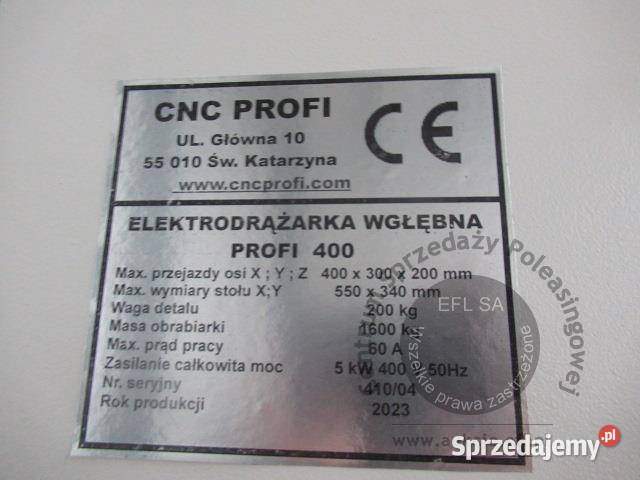 CNC PROFI
UL. Główna 10
55 010 Św. Katarzyna
www.cncprofi.com
CE
ELEKTRODRĄŻARKA WGŁĘBNA
PROFI 400
Max. przejazdy osi X ; Y ; Z 400 x 300 x 200 mm
Max. wymiary stołu X;Y 550 x 340 mm
Waga detalu 200 kg
Masa obrabiarki 1600 kg
Max. prąd pracy 60 A
Zasilanie całkowita moc 5 kW 400 50Hz
Nr. seryjny 410/04
Rok produkcji 2023
Centrum Sprzedaży Poleasingowej
EFL SA
wszelkie prawa zastrzeżone
Sprzedajemy.pl